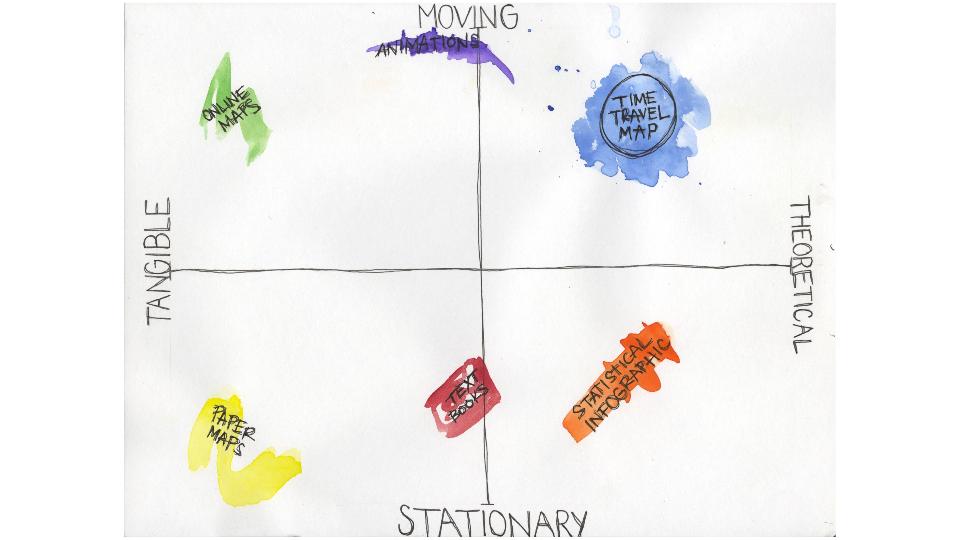 MOVING
ANIMATIONS
ONLINE
MAPS
TIME
TRAVEL
MAP
TANGIBLE
THEORETICAL
STATISTICAL
INFOGRAPHIC
TEXT
BOOKS
PAPER
MAPS
STATIONARY